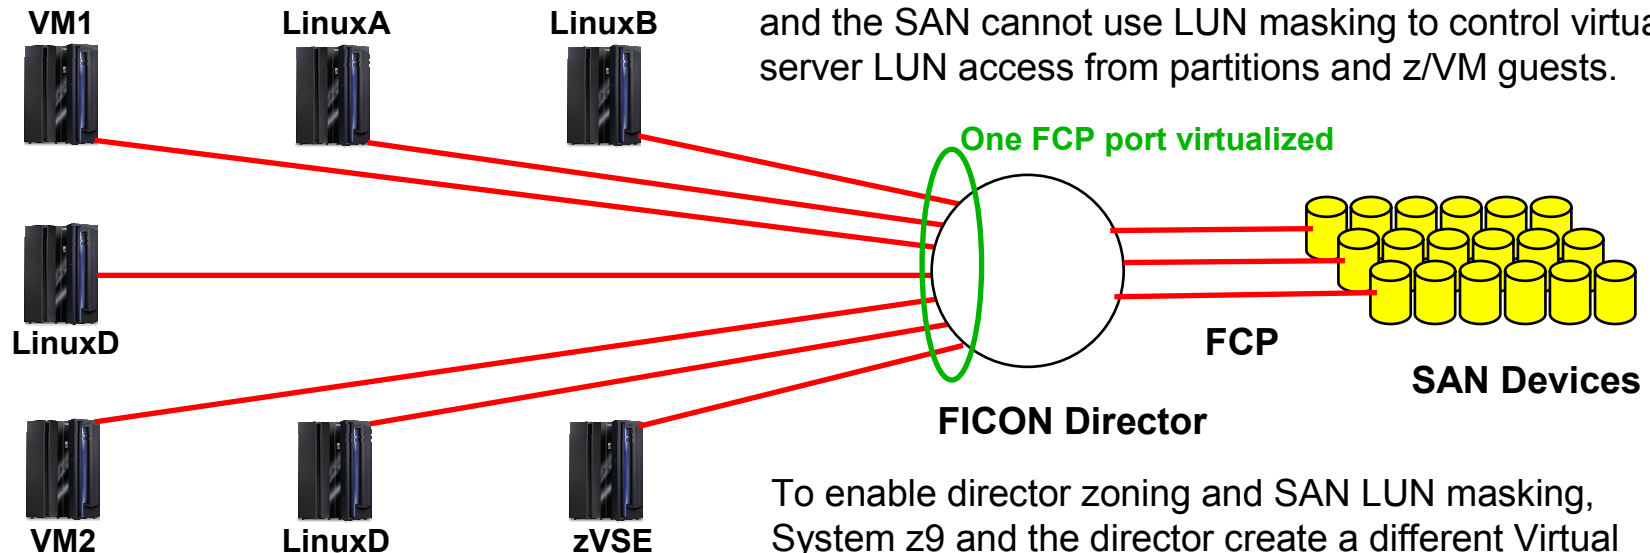 VM1
LinuxA
LinuxB
and the SAN cannot use LUN masking to control
server LUN access from partitions and z/VM guests.
One FCP port virtualized
LinuxD
FCP
SAN Devices
FICON Director
To enable director zoning and SAN LUN masking,
System z9 and the director create a different Virtual
VM2
LinuxD
zVSE